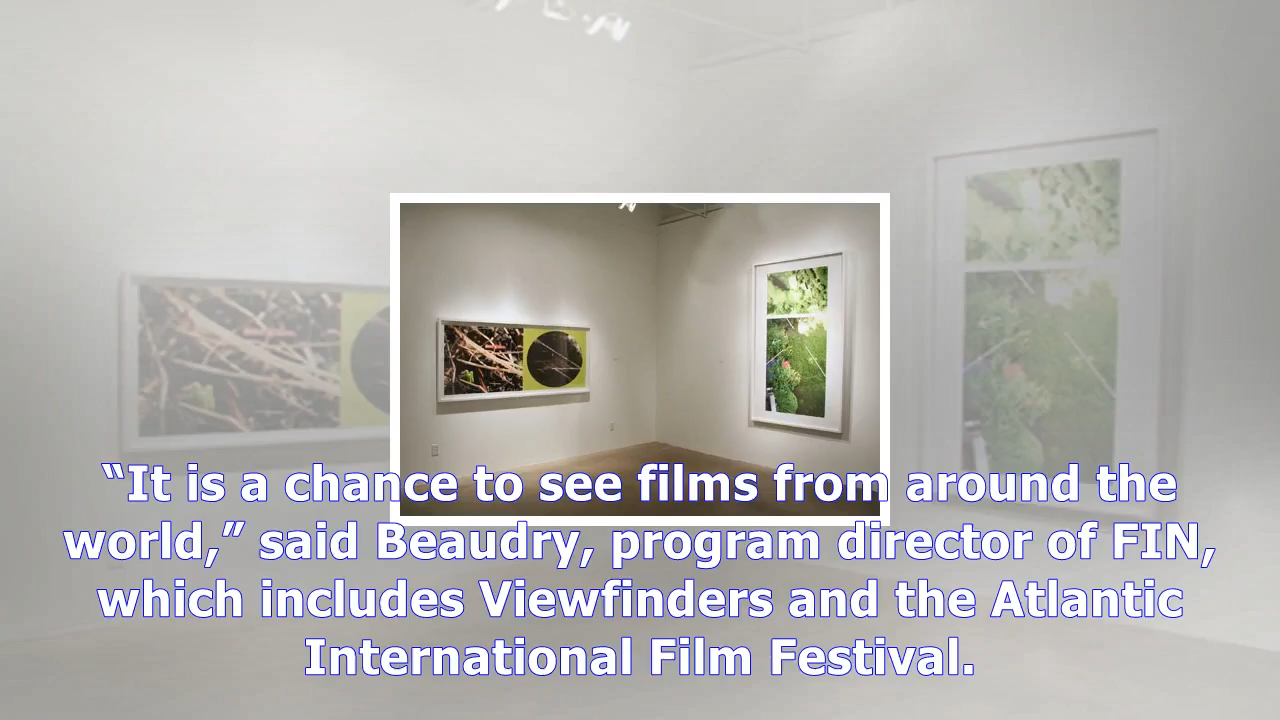 “It is a chance to see films from around the
world,” said Beaudry, program director of FIN,
which includes Viewfinders and the Atlantic
International Film Festival.